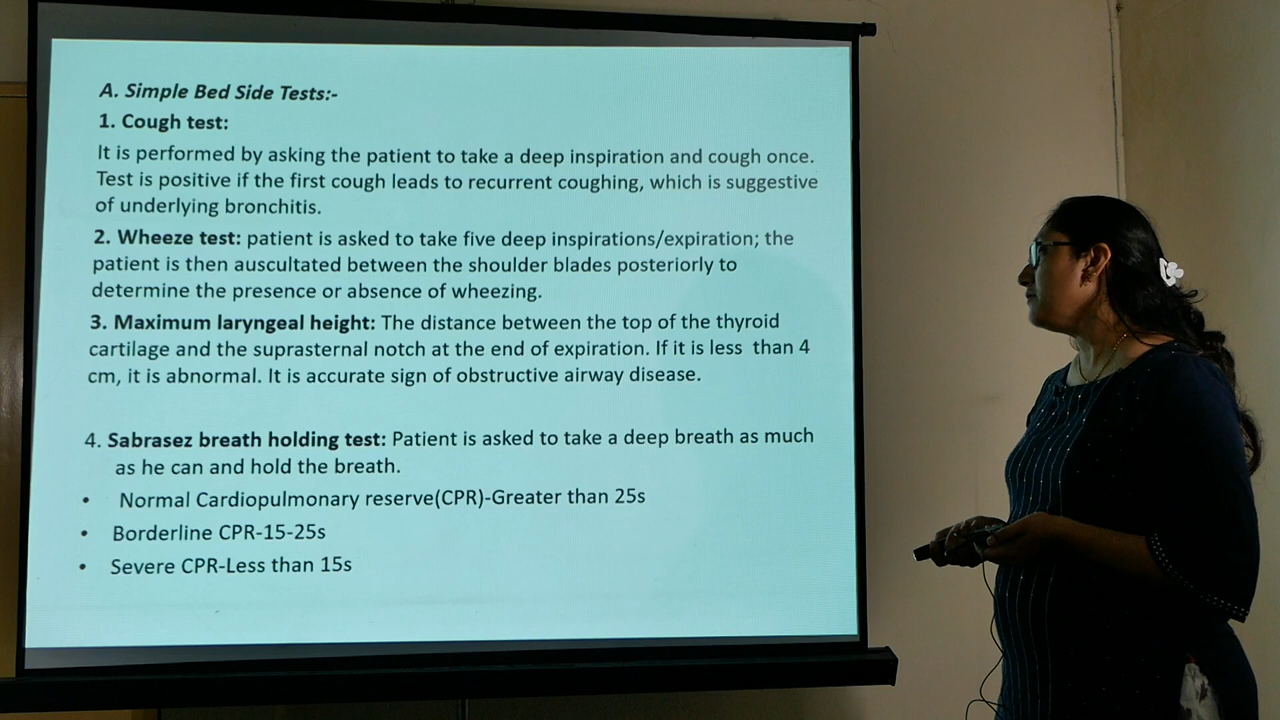 A. Simple Bed Side Tests:-
1. Cough test:
It is performed by asking the patient to take a deep inspiration and cough once.
Test is positive if the first cough leads to recurrent coughing, which is suggestive
of underlying bronchitis.
2. Wheeze test: patient is asked to take five deep inspirations/expiration; the
patient is then auscultated between the shoulder blades posteriorly to
determine the presence or absence of wheezing.
3. Maximum laryngeal height: The distance between the top of the thyroid
cartilage and the suprasternal notch at the end of expiration. If it is less  than 4
cm, it is abnormal. It is accurate sign of obstructive airway disease.
4. Sabrasez breath holding test: Patient is asked to take a deep breath as much
as he can and hold the breath.
• Normal Cardiopulmonary reserve(CPR)-Greater than 25s
• Borderline CPR-15-25s
• Severe CPR-Less than 15s